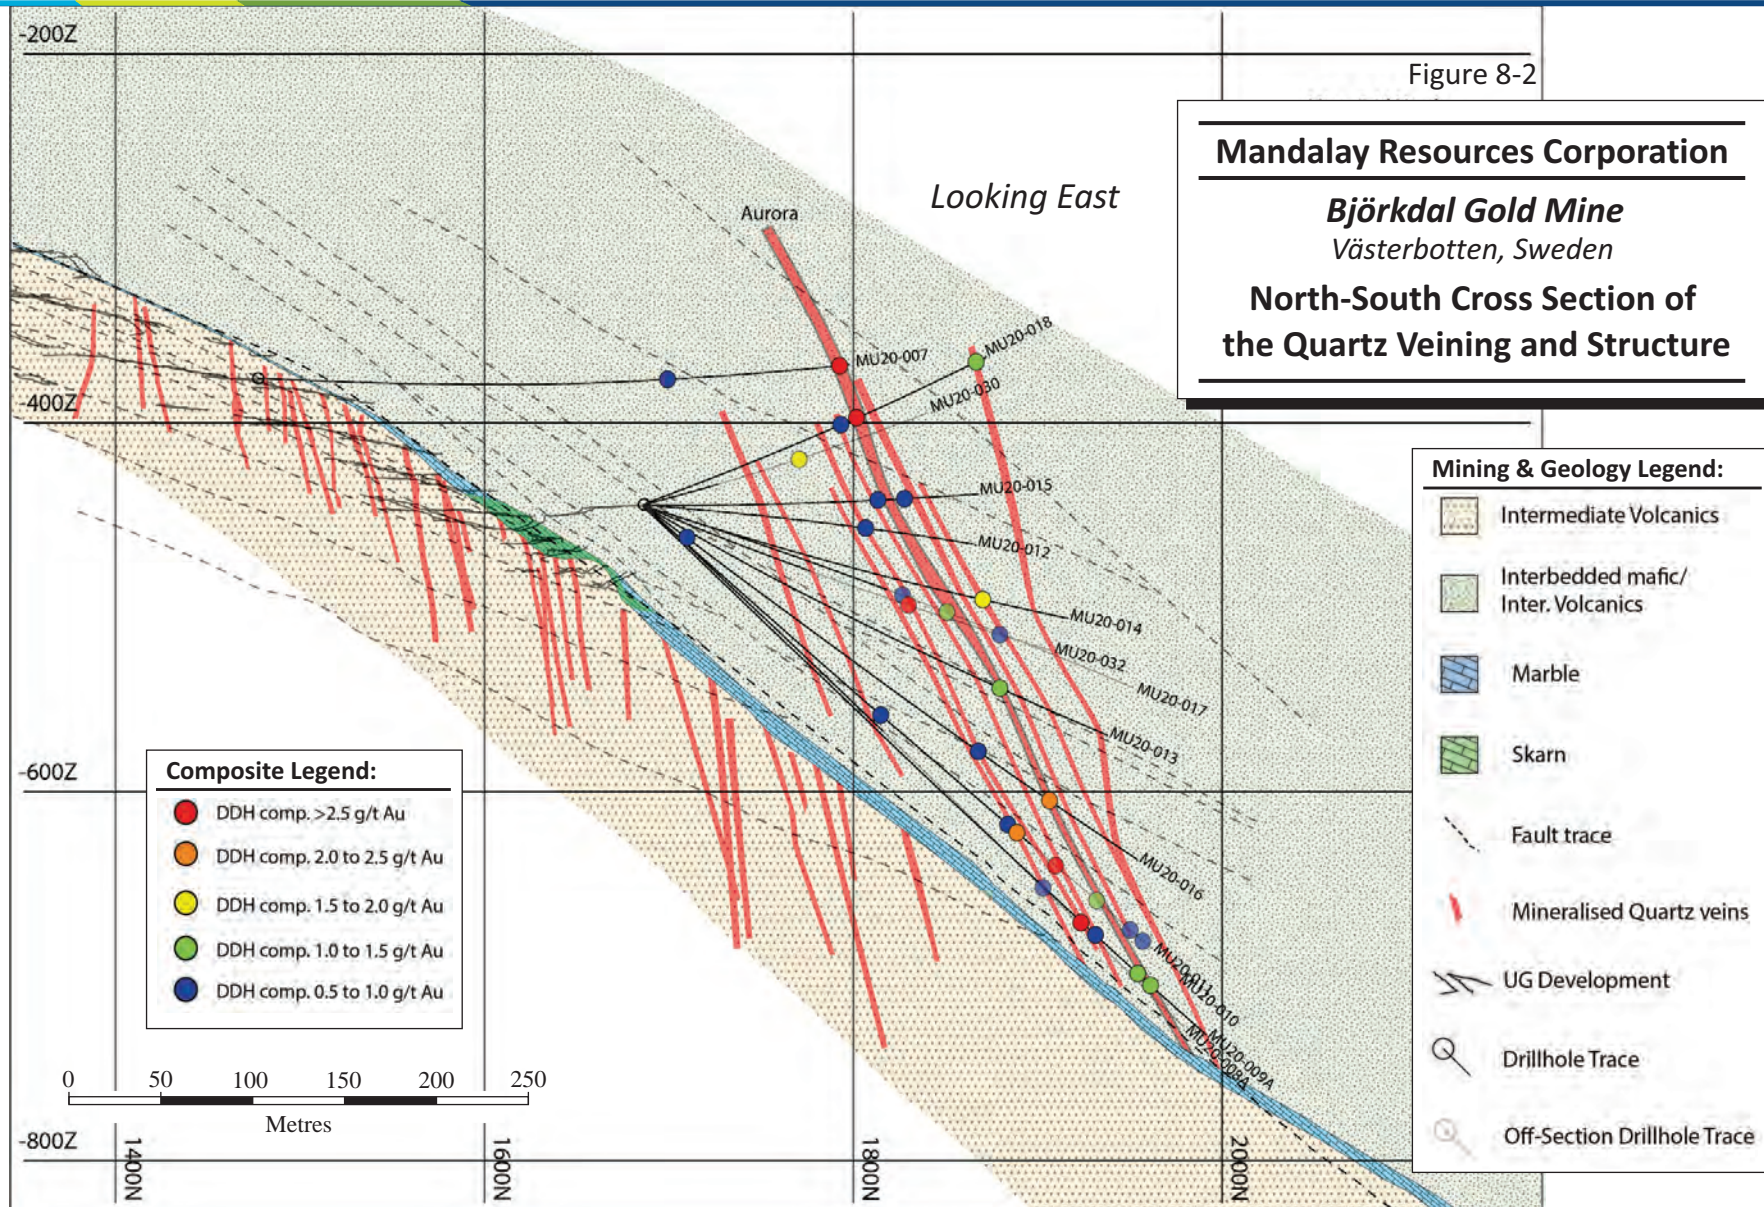 -200Z
Figure 8-2
Mandalay Resources Corporation
Björkdal Gold Mine
Västerbotten, Sweden
North-South Cross Section of
the Quartz Veining and Structure
Looking East
Aurora
MU20-018
MU20-007
MU20-030
-400Z
MU20-015
MU20-012
MU20-014
MU20-032
MU20-017
MU20-013
MU20-016
MU20-011
MU20-010
MU20-009A
MU20-008A
Mining & Geology Legend:
Intermediate Volcanics
Interbedded mafic/
Inter. Volcanics
Marble
Skarn
Fault trace
Mineralised Quartz veins
UG Development
Drillhole Trace
Off-Section Drillhole Trace
-600Z
Composite Legend:
DDH comp. >2.5 g/t Au
DDH comp. 2.0 to 2.5 g/t Au
DDH comp. 1.5 to 2.0 g/t Au
DDH comp. 1.0 to 1.5 g/t Au
DDH comp. 0.5 to 1.0 g/t Au
0 50 100 150 200 250
Metres
-800Z
1400N
1600N
1800N
2000N